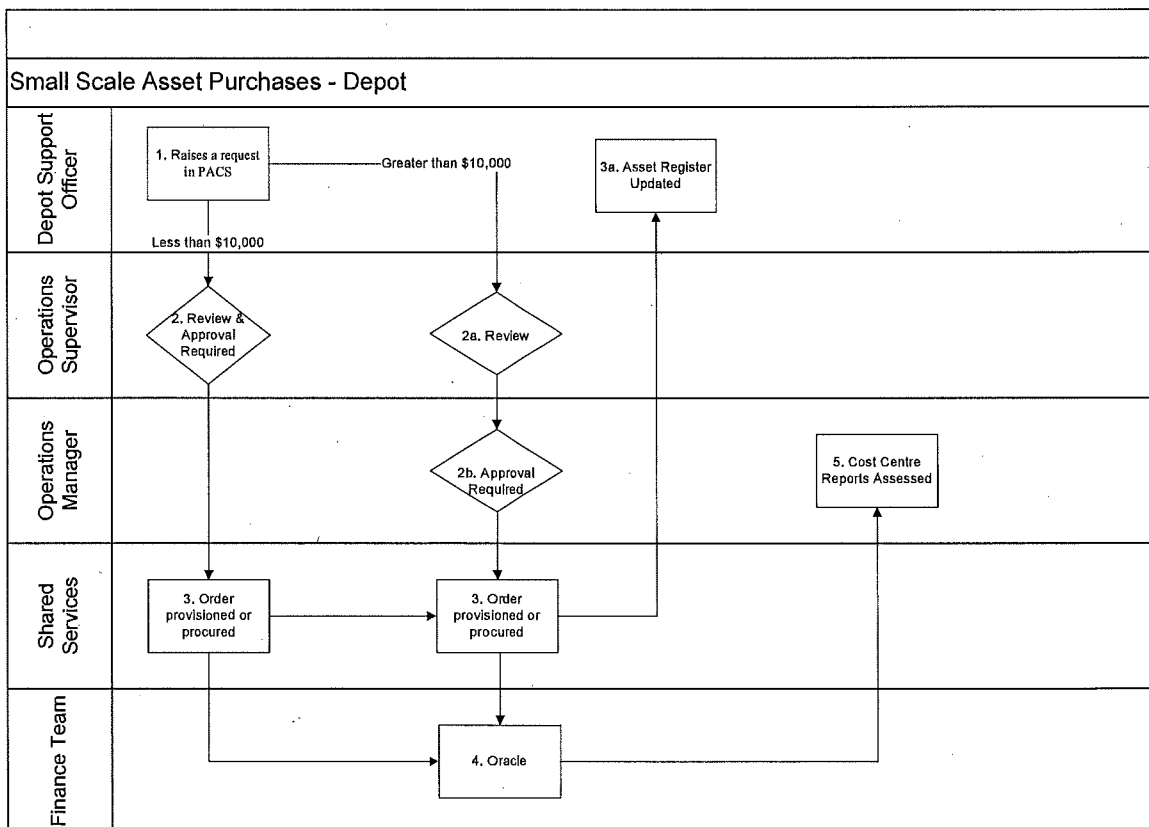 Small Scale Asset Purchases - Depot
Depot Support
Officer
1. Raises a request
in PACS
Greater than $10,000
3a. Asset Register
Updated
Less than $10,000
Operations
Supervisor
2. Review &
Approval
Required
2a. Review
Operations
Manager
2b. Approval
Required
5. Cost Centre
Reports Assessed
Shared
Services
3. Order
provisioned or
procured
3. Order
provisioned or
procured
Finance Team
4. Oracle